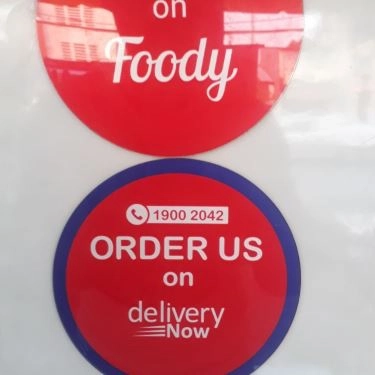 on
Foody
1900 2042
ORDER US
on
delivery
Now